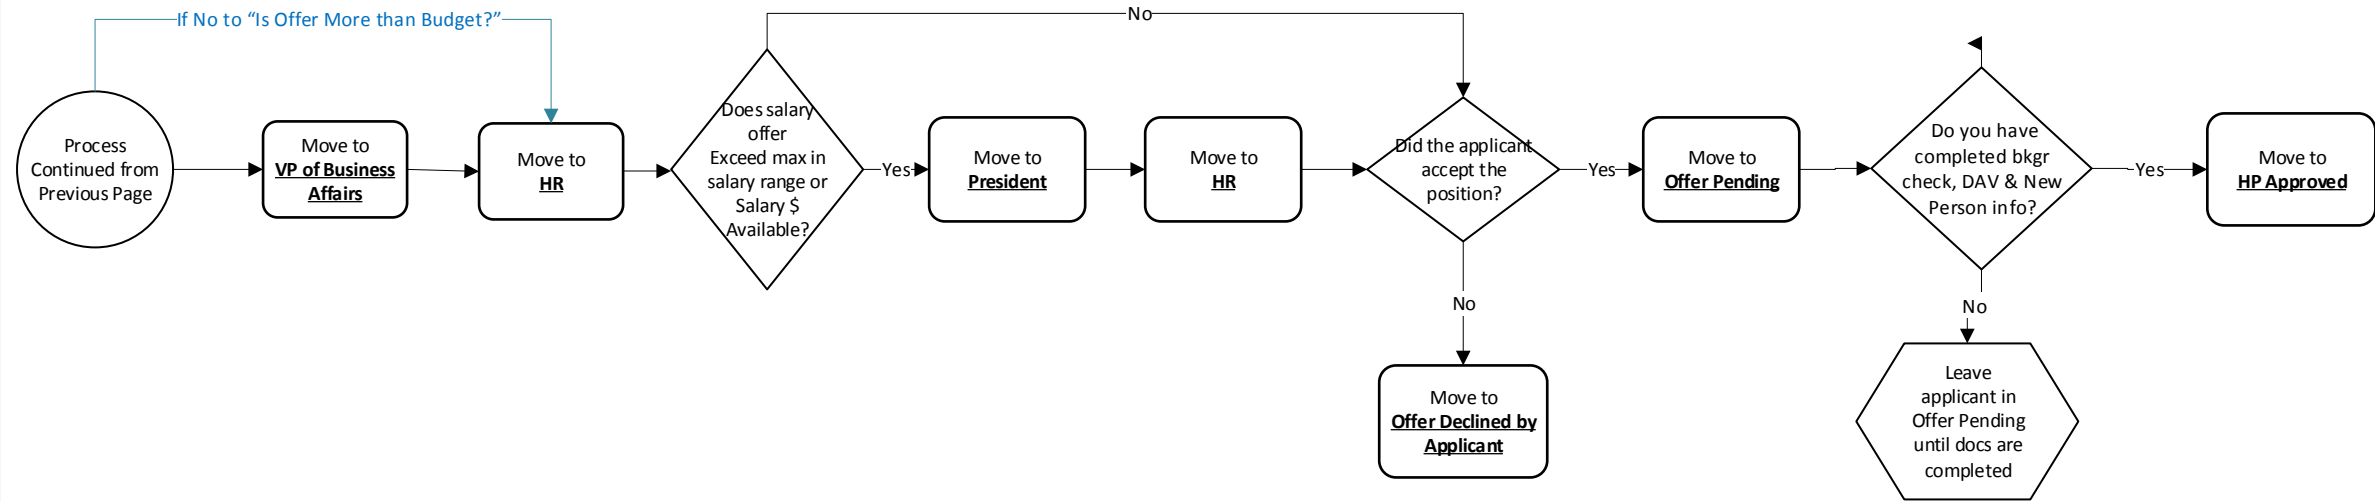 If No to “Is Offer More than Budget?”
No
Process
Continued from
Previous Page
Move to
VP of Business
Affairs
Move to
HR
Does salary
offer
Exceed max in
salary range or
Salary $
Available?
Yes
Move to
President
Move to
HR
Did the applicant
accept the
position?
Yes
Move to
Offer Pending
Do you have
completed bkgr
check, DAV & New
Person info?
Yes
Move to
HP Approved
No
Move to
Offer Declined by
Applicant
No
Leave
applicant in
Offer Pending
until docs are
completed